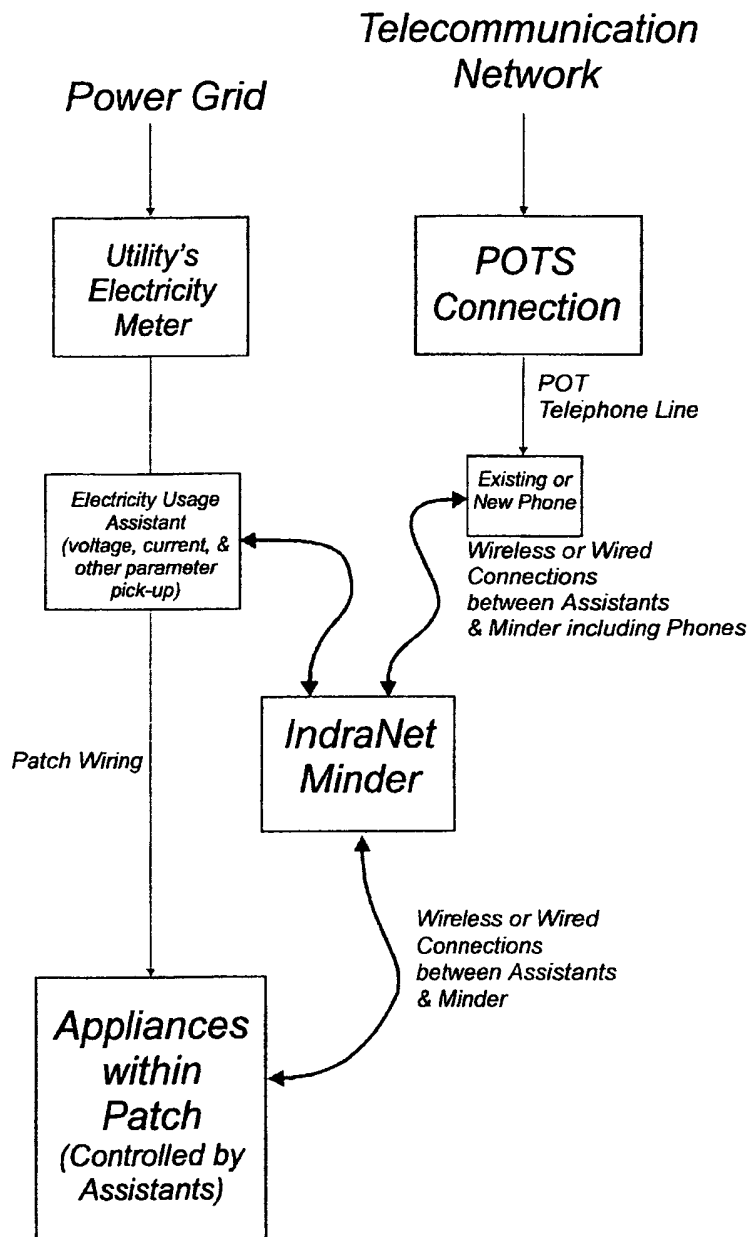 Telecommunication
Network
Power Grid
Utility's
Electricity
Meter
POTS
Connection
POT
Telephone Line
Existing or
New Phone
Electricity Usage
Assistant
(voltage, current, &
other parameter
pick-up)
Wireless or Wired
Connections
between Assistants
& Minder including Phones
IndraNet
Minder
Patch Wiring
Wireless or Wired
Connections
between Assistants
& Minder
Appliances
within
Patch
(Controlled by
Assistants)